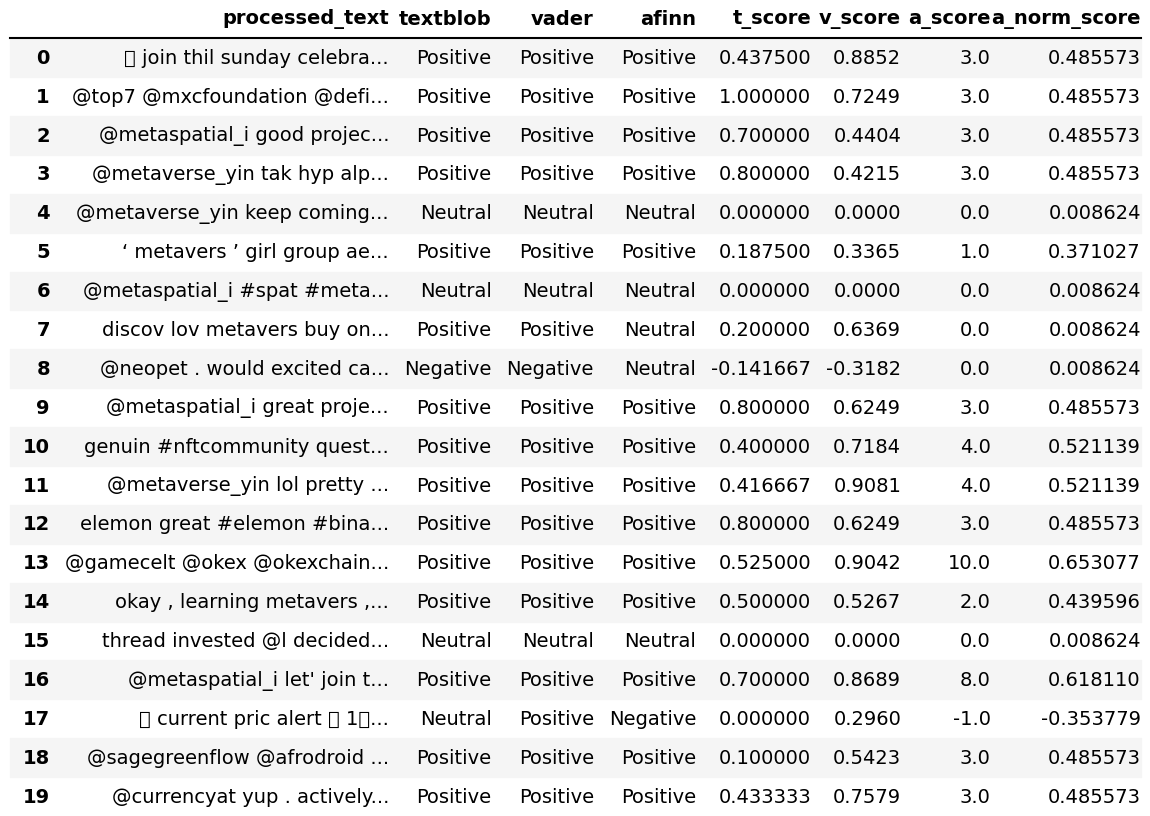 processed_text textblob vader afinn t_score v_score a_score a_norm_score
0 ▯ join thil sunday celebra... Positive Positive Positive 0.437500 0.8852 3.0 0.485573
1 @top7 @mxcfoundation @defi... Positive Positive Positive 1.000000 0.7249 3.0 0.485573
2 @metaspatial_i good projec... Positive Positive Positive 0.700000 0.4404 3.0 0.485573
3 @metaverse_yin tak hyp alp... Positive Positive Positive 0.800000 0.4215 3.0 0.485573
4 @metaverse_yin keep coming... Neutral Neutral Neutral 0.000000 0.0000 0.0 0.008624
5 ‘ metavers ’ girl group ae... Positive Positive Positive 0.187500 0.3365 1.0 0.371027
6 @metaspatial_i #spat #meta... Neutral Neutral Neutral 0.000000 0.0000 0.0 0.008624
7 discov lov metavers buy on... Positive Positive Neutral 0.200000 0.6369 0.0 0.008624
8 @neopet . would excited ca... Negative Negative Neutral -0.141667 -0.3182 0.0 0.008624
9 @metaspatial_i great proje... Positive Positive Positive 0.800000 0.6249 3.0 0.485573
10 genuin #nftcommunity quest... Positive Positive Positive 0.400000 0.7184 4.0 0.521139
11 @metaverse_yin lol pretty ... Positive Positive Positive 0.416667 0.9081 4.0 0.521139
12 elemon great #elemon #bina... Positive Positive Positive 0.800000 0.6249 3.0 0.485573
13 @gamecelt @okex @okexchain... Positive Positive Positive 0.525000 0.9042 10.0 0.653077
14 okay , learning metavers ,... Positive Positive Positive 0.500000 0.5267 2.0 0.439596
15 thread invested @l decided... Neutral Neutral Neutral 0.000000 0.0000 0.0 0.008624
16 @metaspatial_i let' join t... Positive Positive Positive 0.700000 0.8689 8.0 0.618110
17 ▯ current pric alert ▯ 1▯... Neutral Positive Negative 0.000000 0.2960 -1.0 -0.353779
18 @sagegreenflow @afrodroid ... Positive Positive Positive 0.100000 0.5423 3.0 0.485573
19 @currencyat yup . actively... Positive Positive Positive 0.433333 0.7579 3.0 0.485573